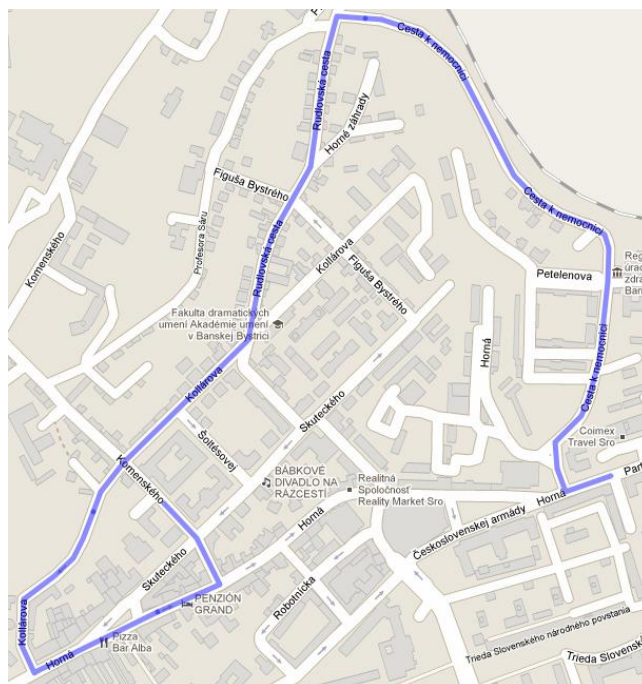 Cesta k nemocnici
Rudlovská cesta
Horné záhrady
Figuša Bystrého
Komenského
Profesora Sáru
Cesta k nemocnici
Kollárova
Rudlovská cesta
Figuša Bystrého
Petelenova
Fakulta dramatických
umení Akadémie umení
v Banskej Bystrici
Horná
Cesta k nemocnici
Kollárova
Skuteckého
Šoltésovej
Coimex
Travel Sro
Komenského
BÁBKOVÉ
DIVADLO NA
RÁZCESTÍ
Realitná
Spoločnosť
Reality Market Sro
Horná
Horná
Československej armády
Skuteckého
PENZIÓN
GRAND
Robotnícka
Kollárova
Pizza
Bar Alba
Horná
Trieda Slovenského národného povstania
Trieda Slovensk